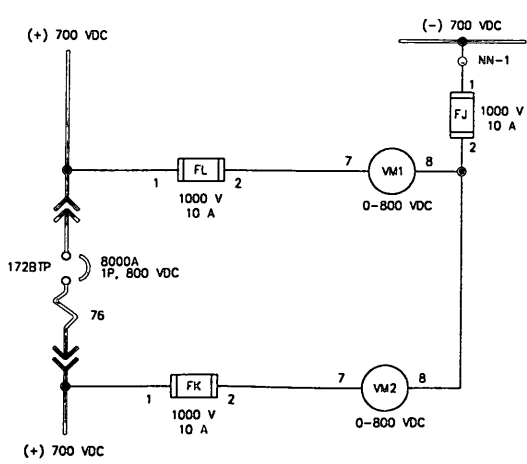 (-) 700 VDC
(+) 700 VDC
NN-1
1
FJ
1000 V
10 A
2
FL
1
2
1000 V
10 A
7
VM1
8
0-800 VDC
172BTP
8000A
1P, 800 VDC
76
FK
1
2
1000 V
10 A
7
VM2
8
0-800 VDC
(+) 700 VDC